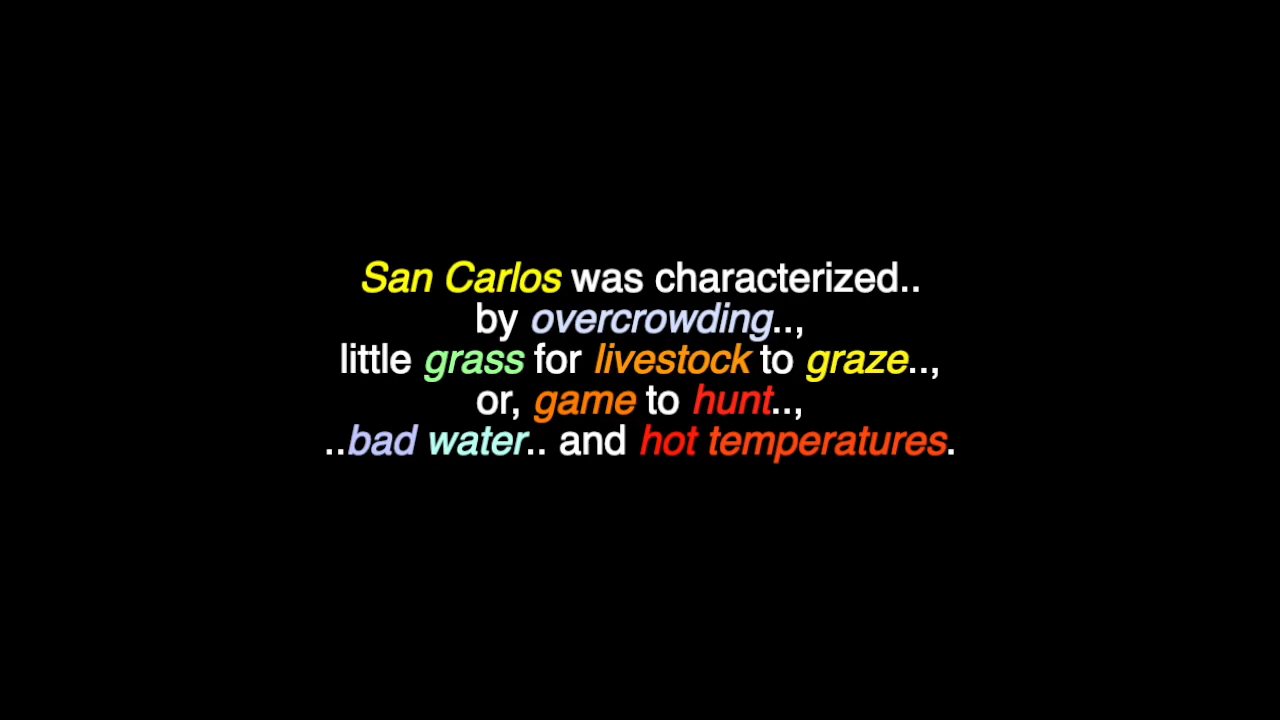 San Carlos was characterized..
by overcrowding..,
little grass for livestock to graze..,
or, game to hunt..,
..bad water.. and hot temperatures.